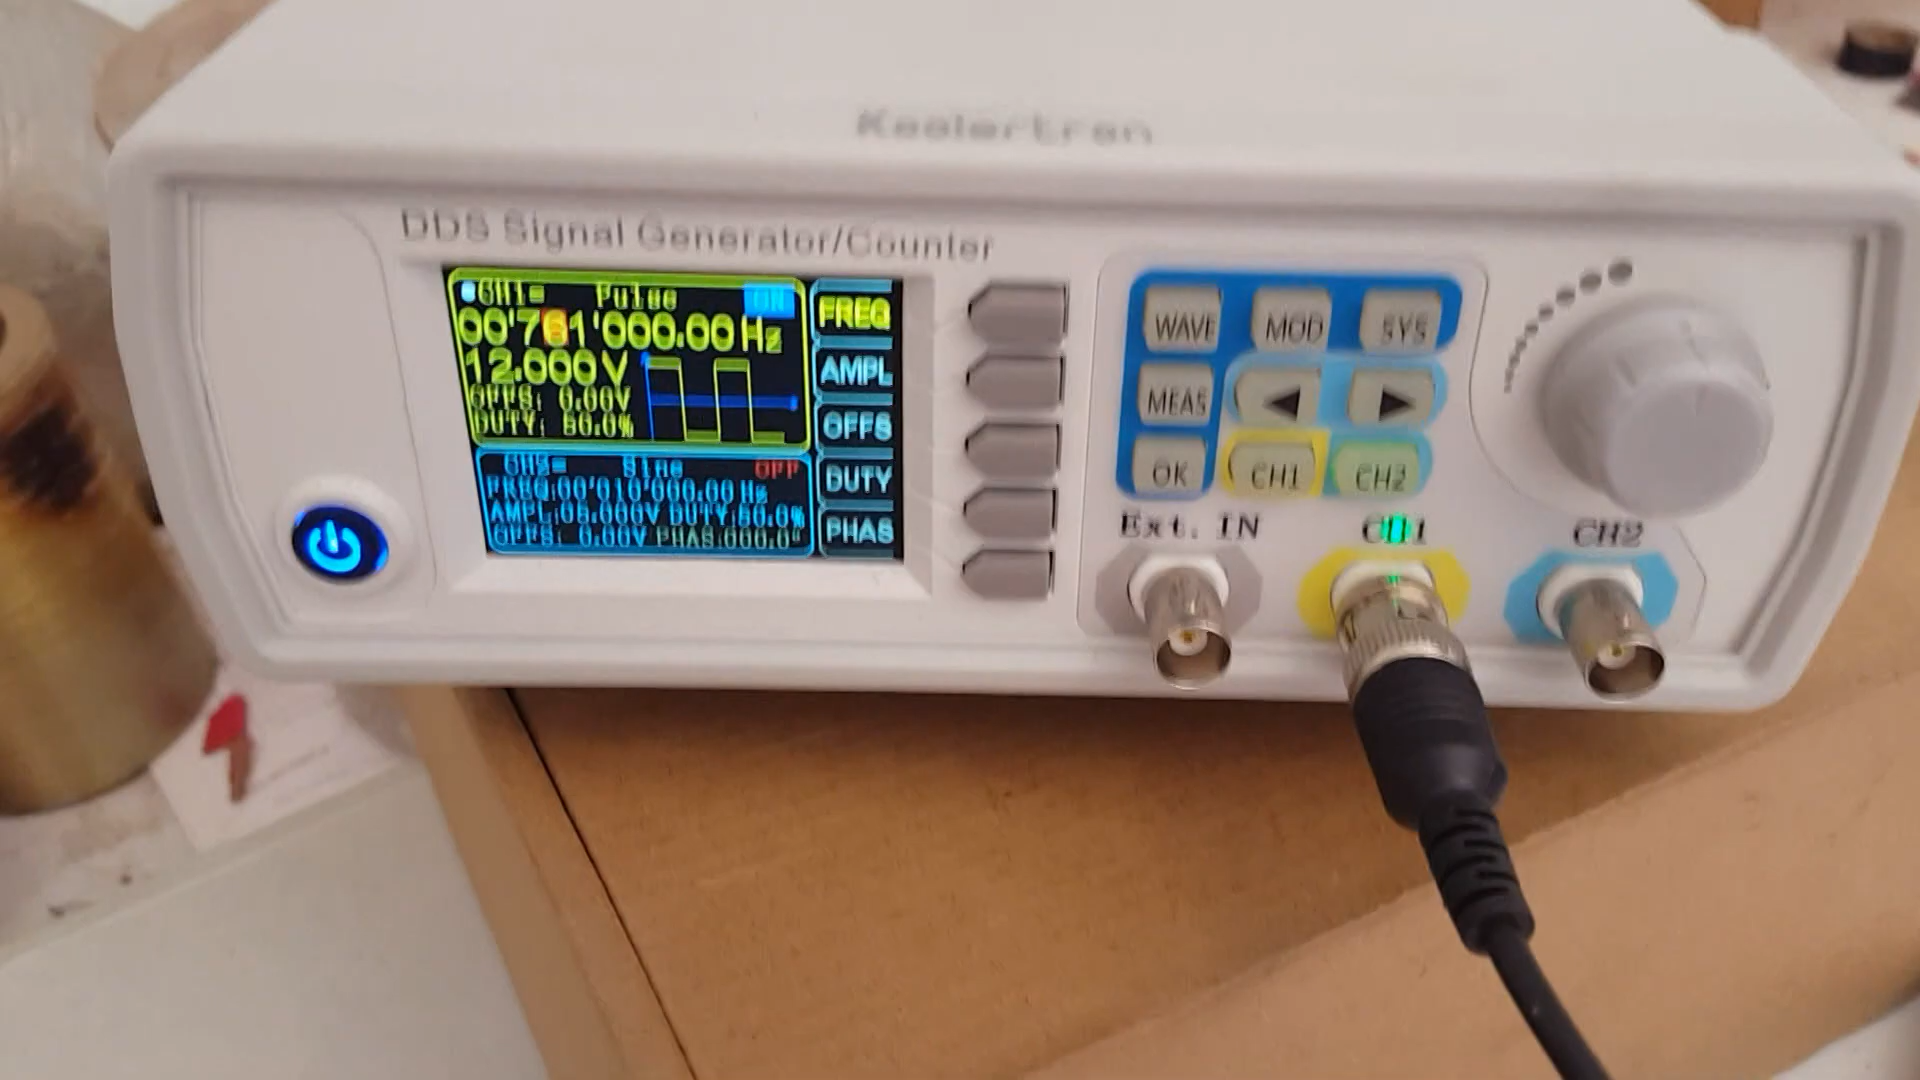 Koolertron
DDS Signal Generator/Counter
CH1= Pulse ON
00'761'000.00 Hz
12.000V
OFFS: 0.00V
DUTY: 50.0%
CH2= Sine OFF
FREQ:00'010'000.00 Hz
AMPL:05.000V DUTY:50.0%
OFFS: 0.00V PHAS:000.0°
FREQ
AMPL
OFFS
DUTY
PHAS
WAVE MOD SYS
MEAS
OK CH1 CH2
Ext. IN CH1 CH2